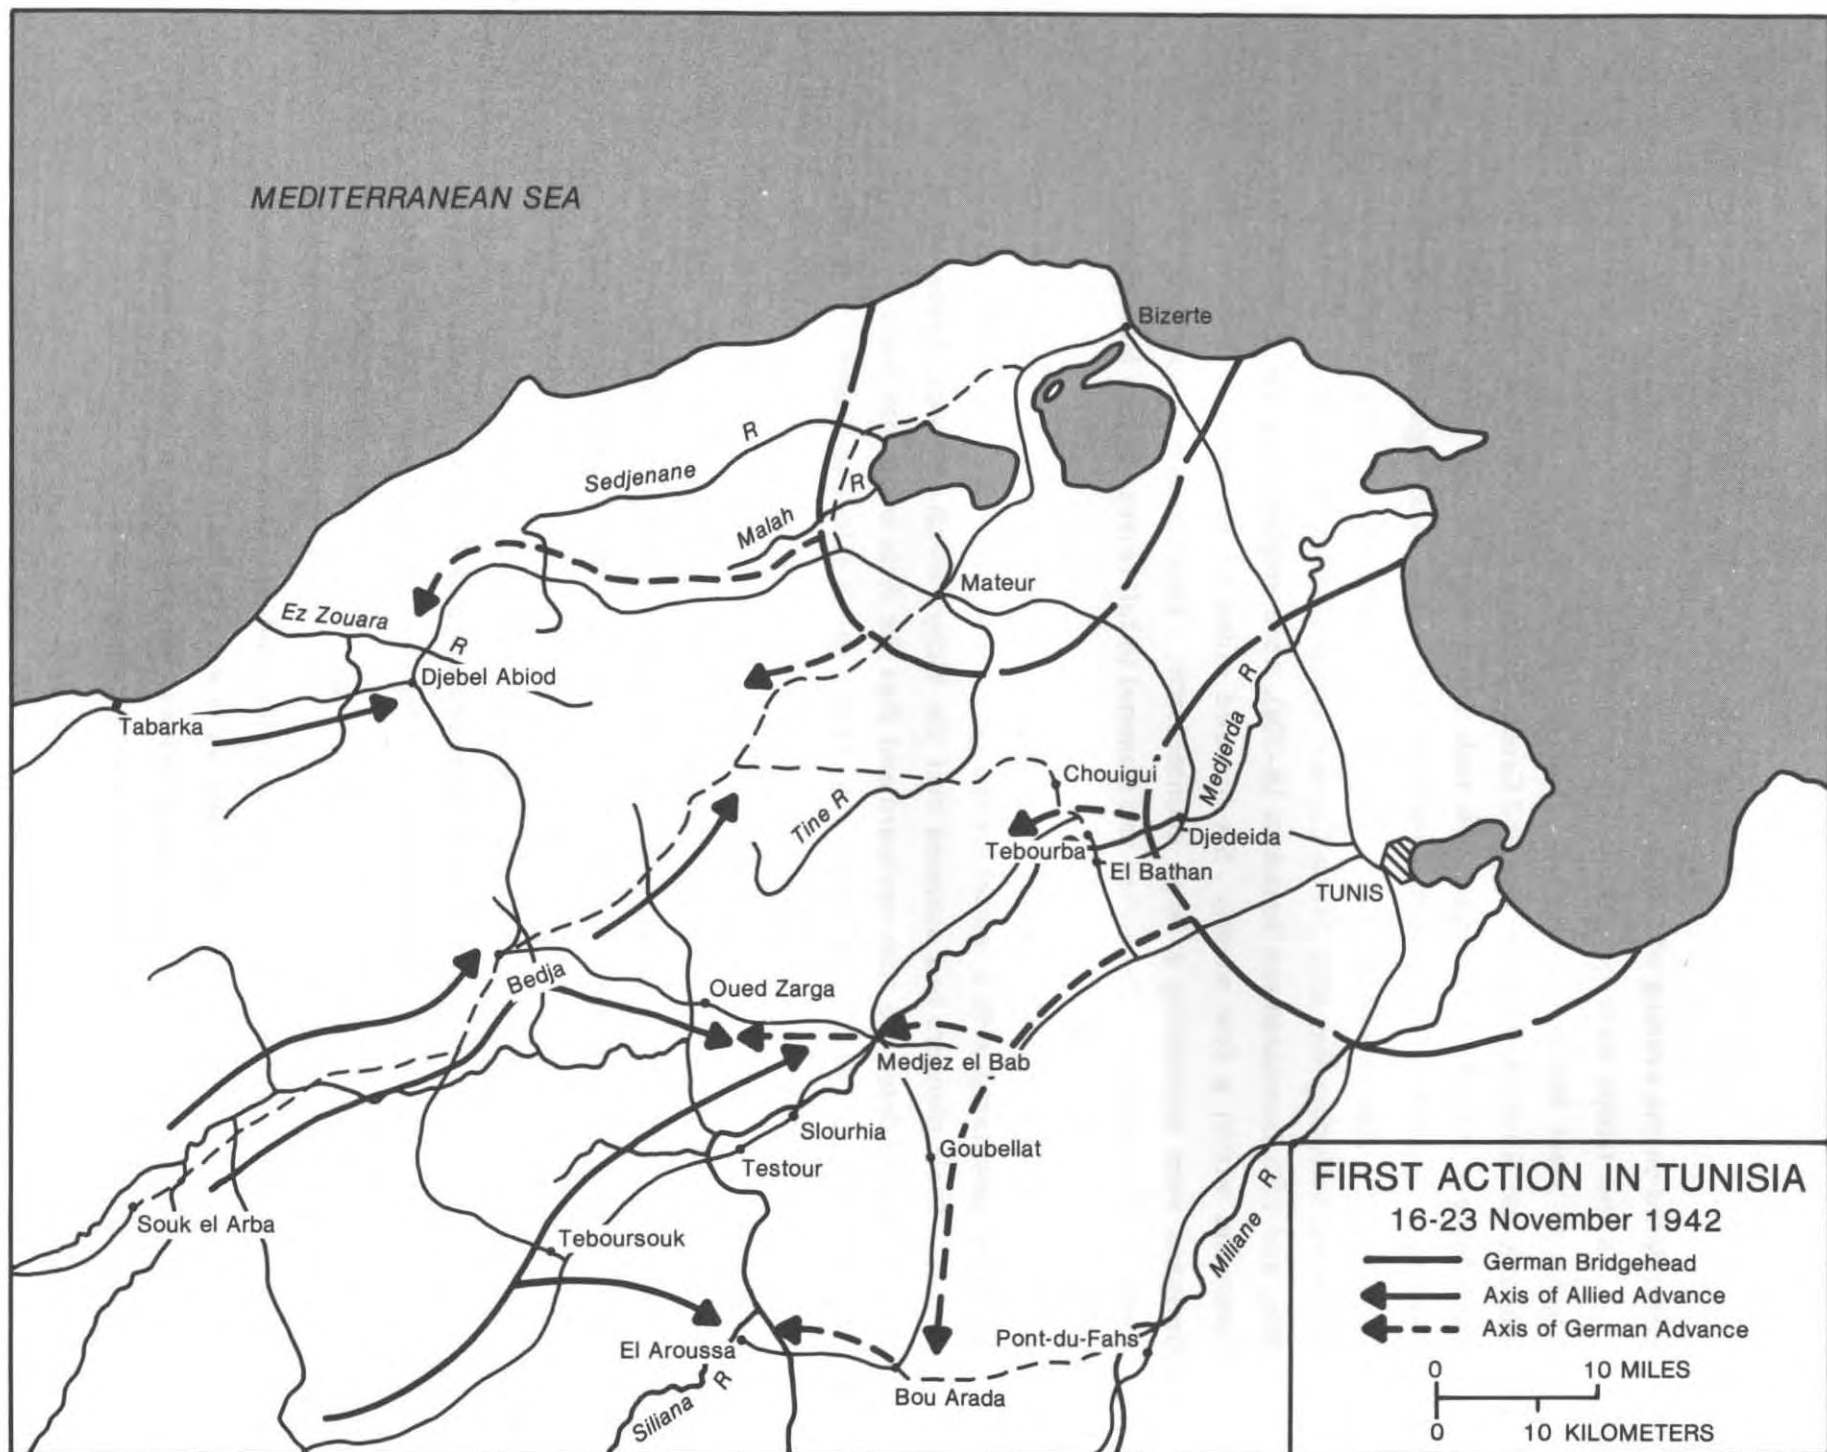 MEDITERRANEAN SEA
Bizerte
R
Sedjenane
R
Malah
Mateur
Ez Zouara
R
Djebel Abiod
Tabarka
R
Medjerda
Chouigui
Tine R
Djedeida
Tebourba
El Bathan
TUNIS
Bedja
Oued Zarga
Medjez el Bab
Slourhia
Testour
Goubellat
Souk el Arba
Teboursouk
R
Miliane
Pont-du-Fahs
El Aroussa
R
Siliana
Bou Arada
FIRST ACTION IN TUNISIA
16-23 November 1942
German Bridgehead
Axis of Allied Advance
Axis of German Advance
0 10 MILES
0 10 KILOMETERS